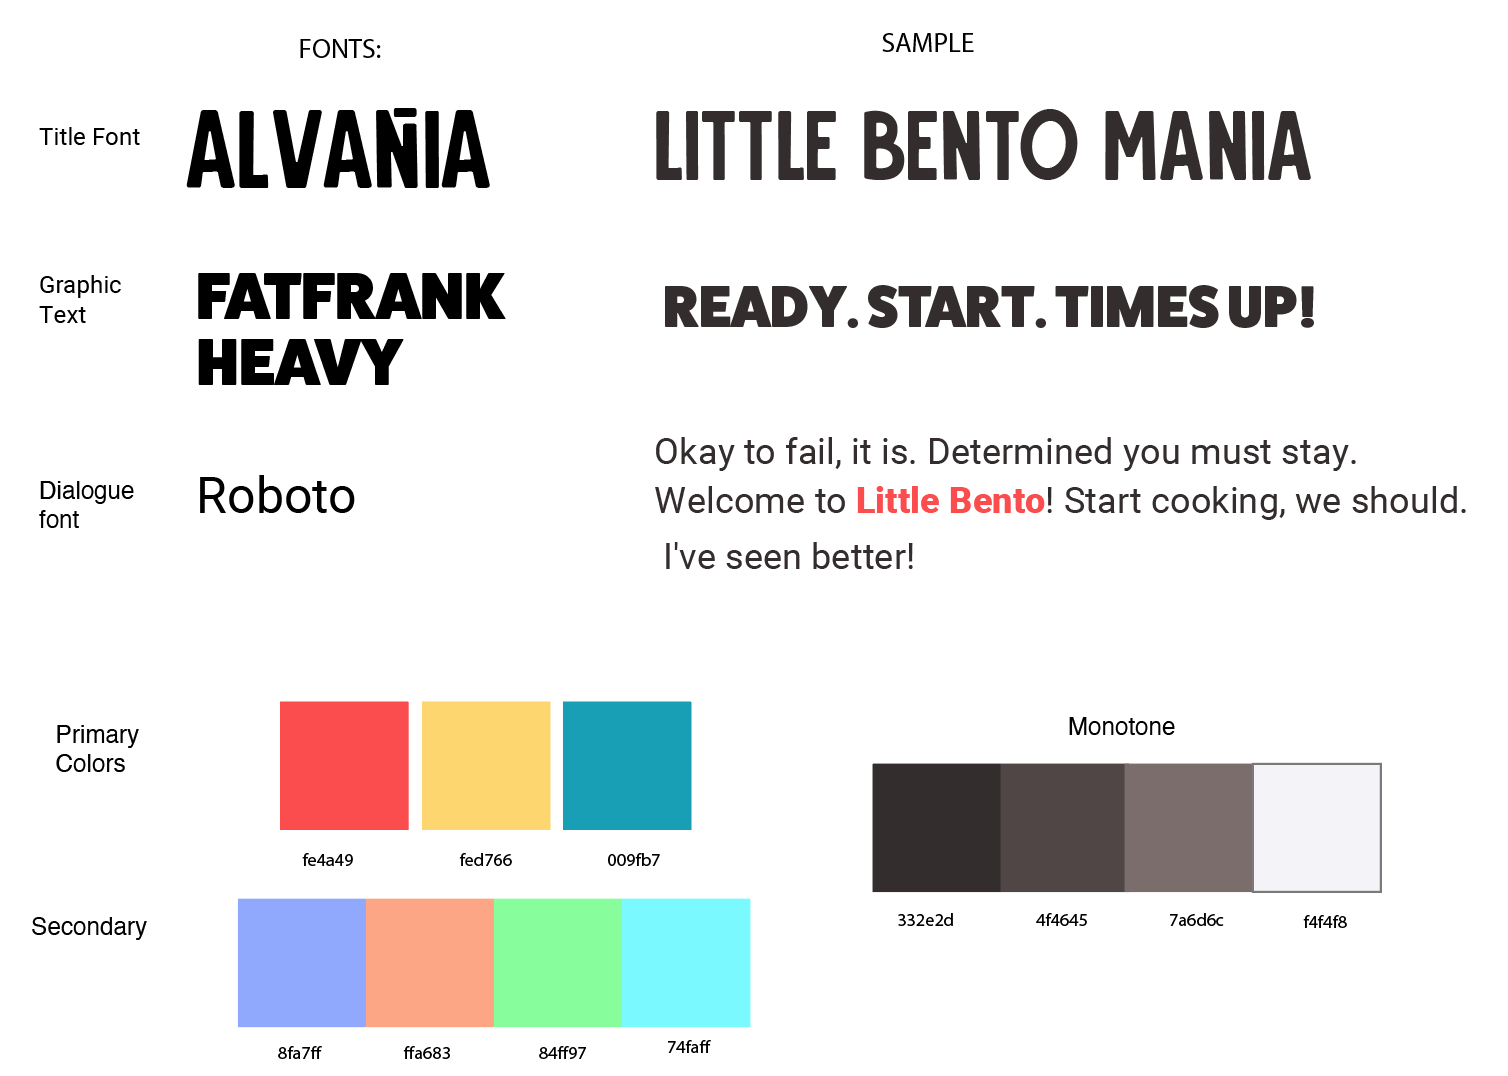 FONTS:
SAMPLE
Title Font
ALVAÑIA
LITTLE BENTO MANIA
Graphic
Text
FATFRANK
HEAVY
READY. START. TIMES UP!
Dialogue
font
Roboto
Okay to fail, it is. Determined you must stay.
Welcome to Little Bento! Start cooking, we should.
I've seen better!
Primary
Colors
fe4a49
fed766
009fb7
Monotone
332e2d
4f4645
7a6d6c
f4f4f8
Secondary
8fa7ff
ffa683
84ff97
74faff